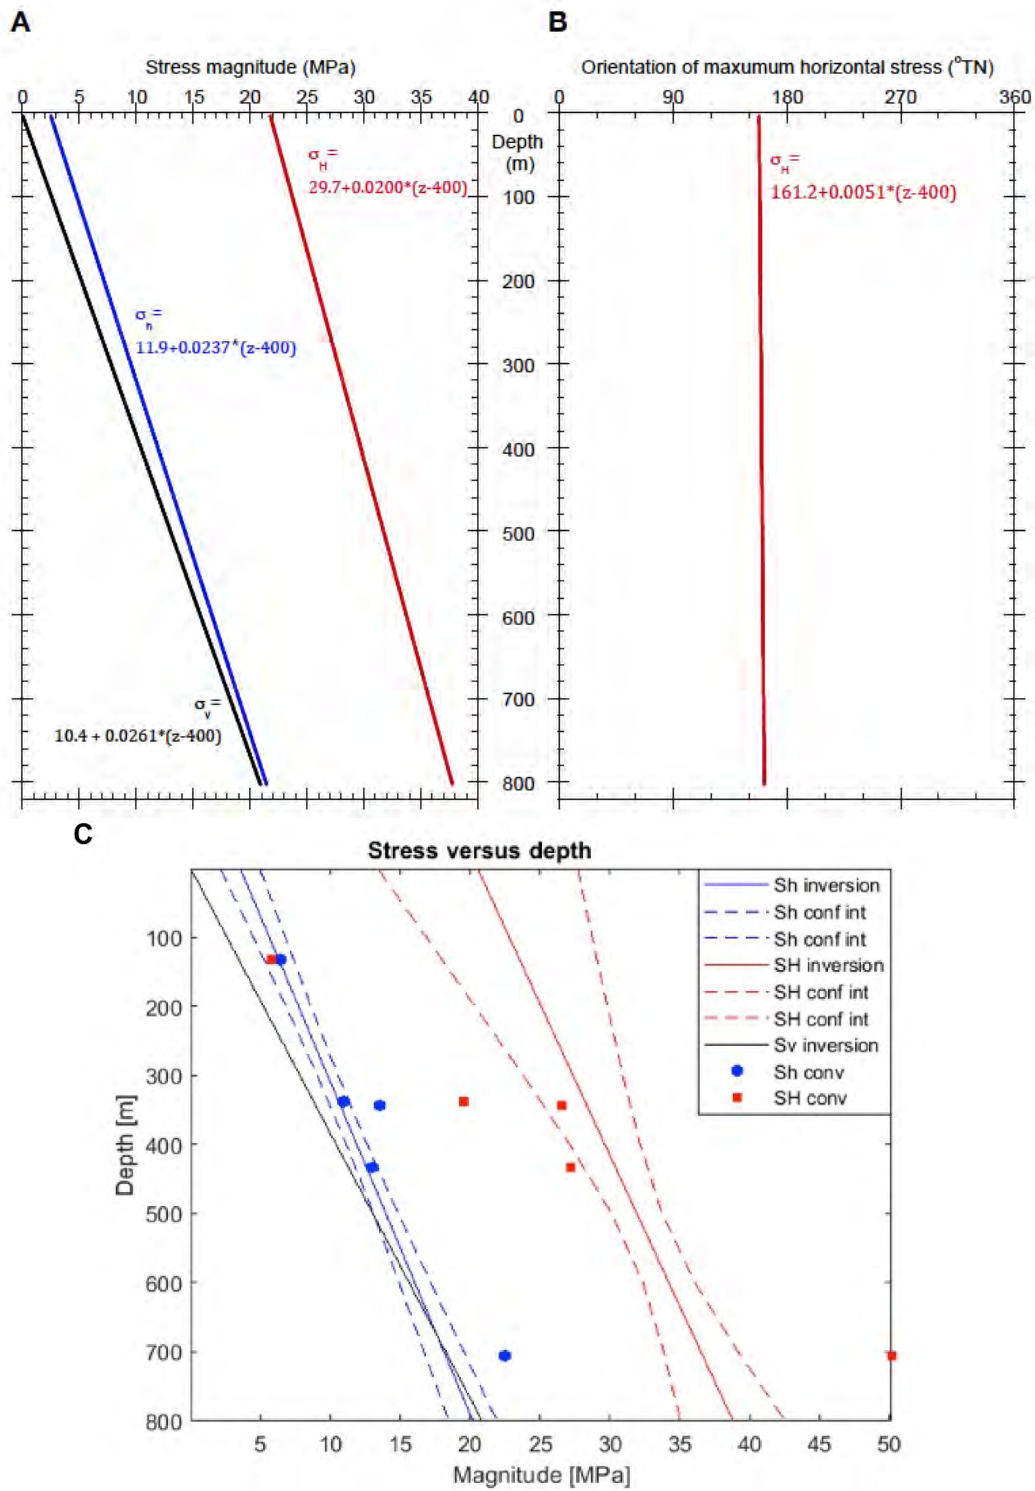 A
B
Stress magnitude (MPa)
Orientation of maxumum horizontal stress (°TN)
0 5 10 15 20 25 30 35 40
0 90 180 270 360
0
Depth
(m)
100
200
300
400
500
600
700
800
σH=
29.7+0.0200*(z-400)
σH=
161.2+0.0051*(z-400)
σh=
11.9+0.0237*(z-400)
σv=
10.4 + 0.0261*(z-400)
C
Stress versus depth
Sh inversion
Sh conf int
Sh conf int
SH inversion
SH conf int
SH conf int
Sv inversion
Sh conv
SH conv
Depth [m]
100
200
300
400
500
600
700
800
5 10 15 20 25 30 35 40 45 50
Magnitude [MPa]